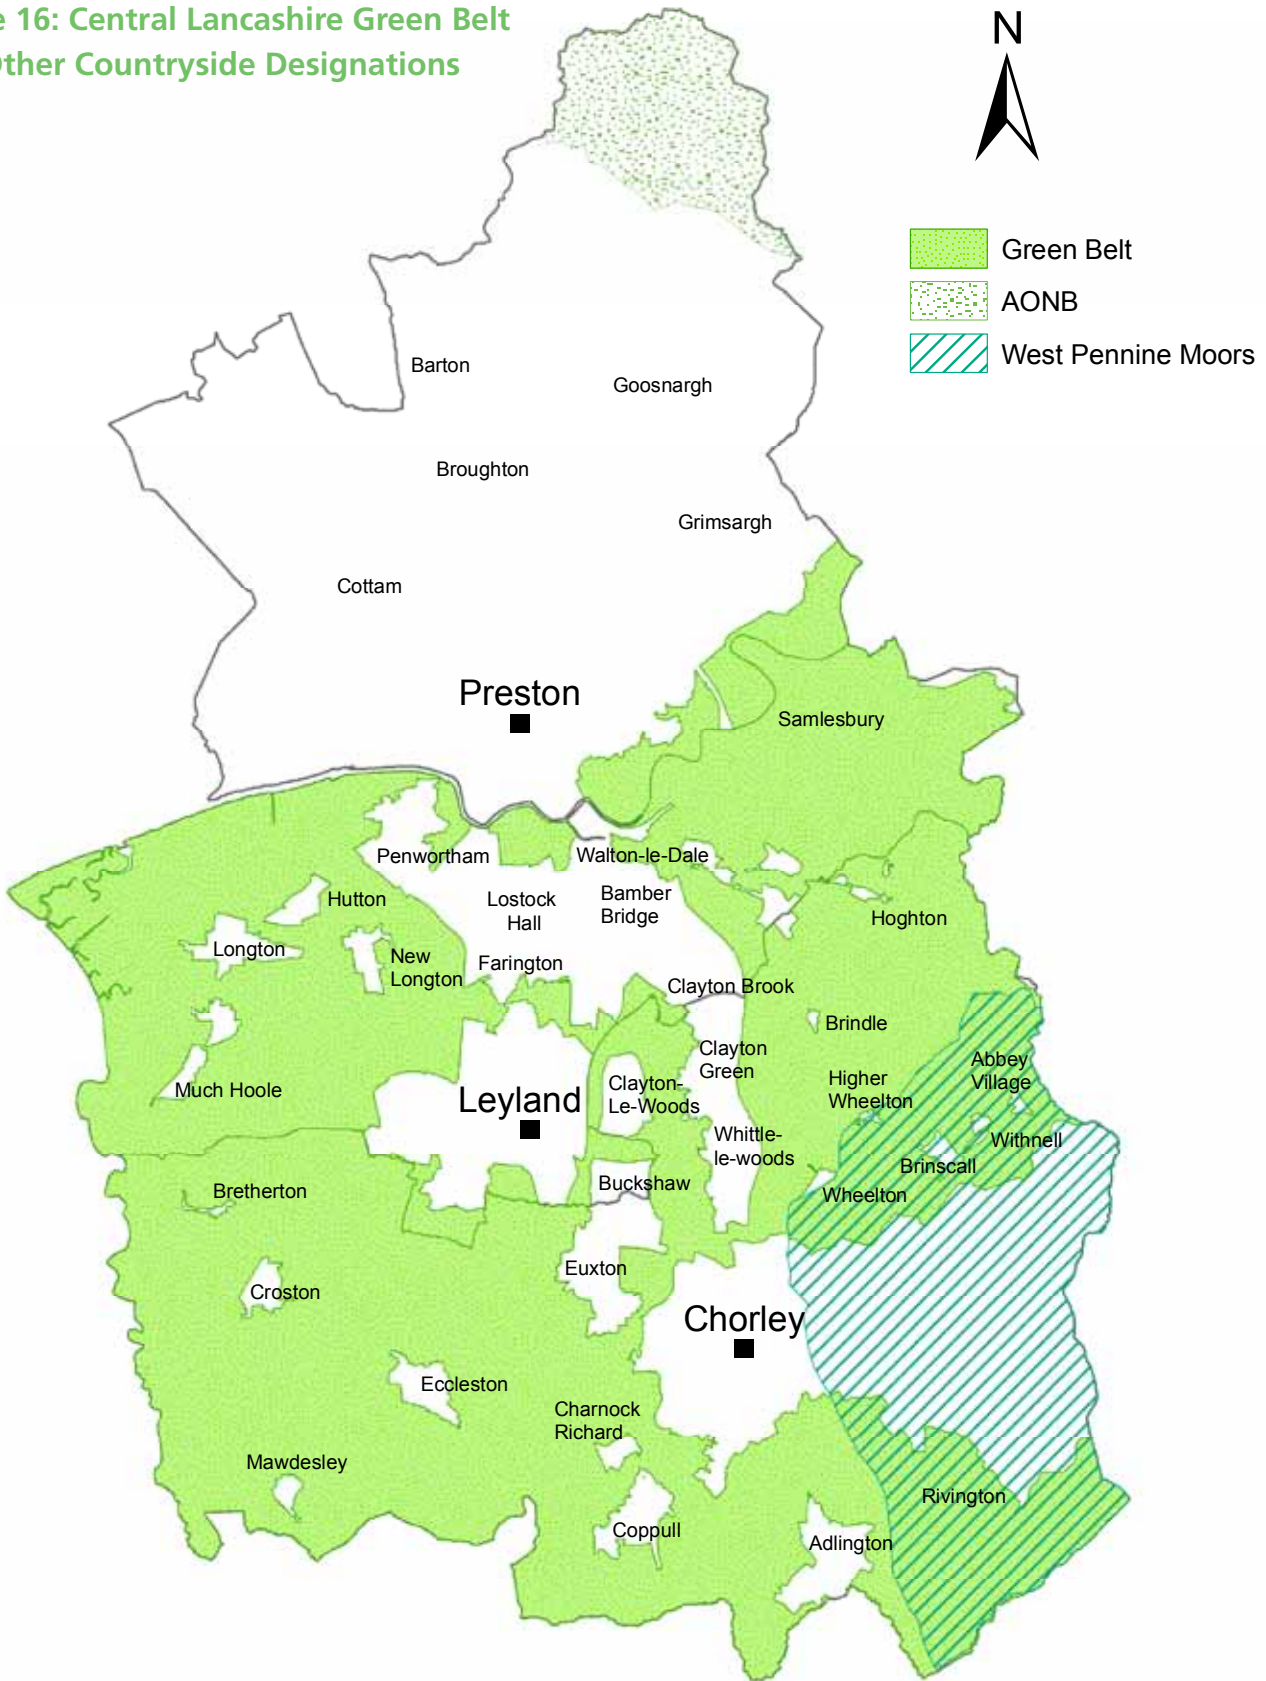 e 16: Central Lancashire Green Belt
Other Countryside Designations
N
Green Belt
AONB
West Pennine Moors
Barton
Goosnargh
Broughton
Grimsargh
Cottam
Preston
Samlesbury
Penwortham
Walton-le-Dale
Hutton
Lostock
Hall
Bamber
Bridge
Hoghton
Longton
New
Longton
Farington
Clayton Brook
Brindle
Clayton
Green
Abbey
Village
Much Hoole
Leyland
Clayton-
Le-Woods
Higher
Wheelton
Whittle-
le-woods
Withnell
Brinscall
Buckshaw
Wheelton
Bretherton
Euxton
Croston
Chorley
Eccleston
Charnock
Richard
Mawdesley
Rivington
Coppull
Adlington